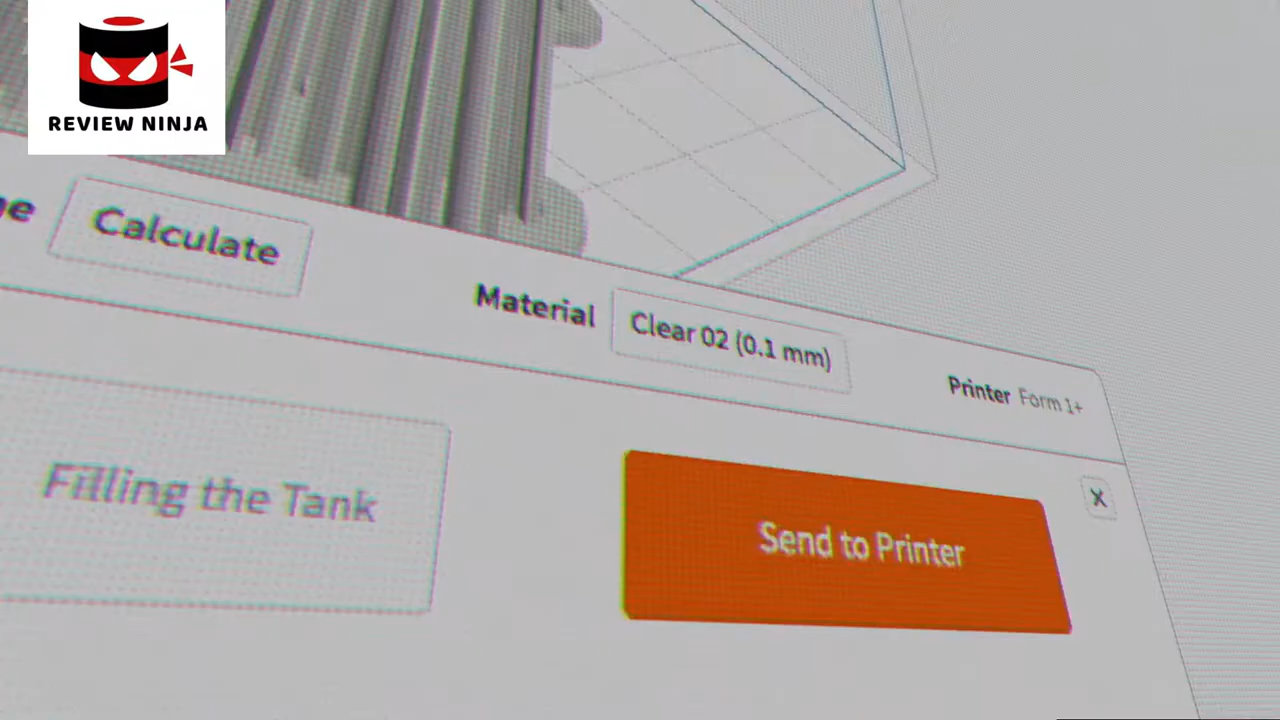 REVIEW NINJA
Calculate
Material Clear 02 (0.1 mm)
Printer Form 1+
Filling the Tank
Send to Printer
X